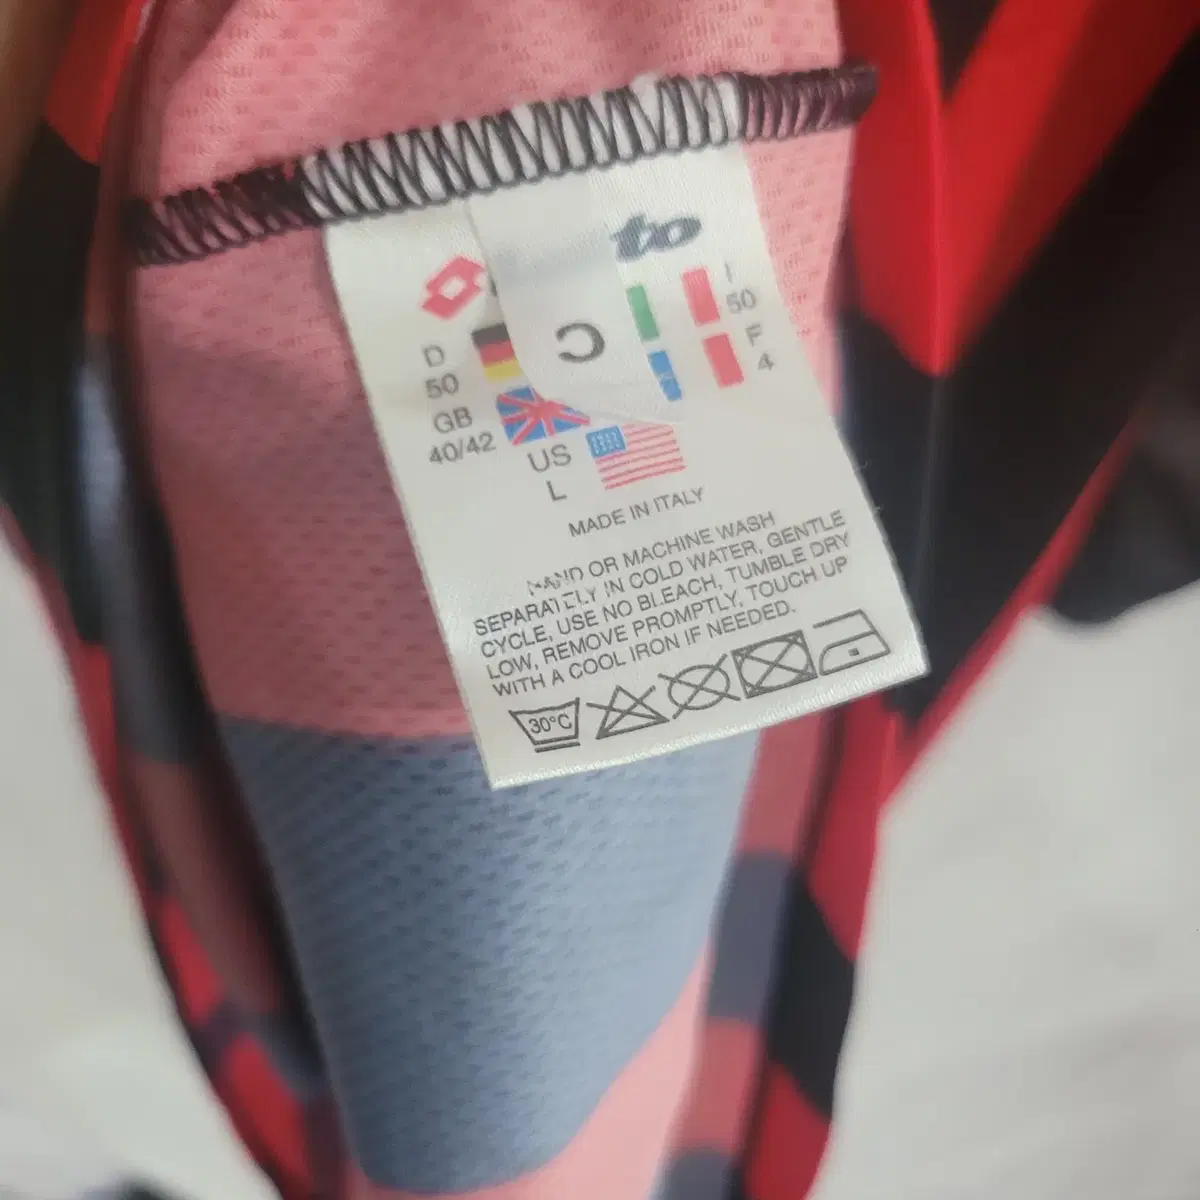 to
C
D
50
GB
40/42
I
50
F
4
US
L
MADE IN ITALY
HAND OR MACHINE WASH
SEPARATELY IN COLD WATER, GENTLE
CYCLE, USE NO BLEACH, TUMBLE DRY
LOW, REMOVE PROMPTLY, TOUCH UP
WITH A COOL IRON IF NEEDED.
30°C